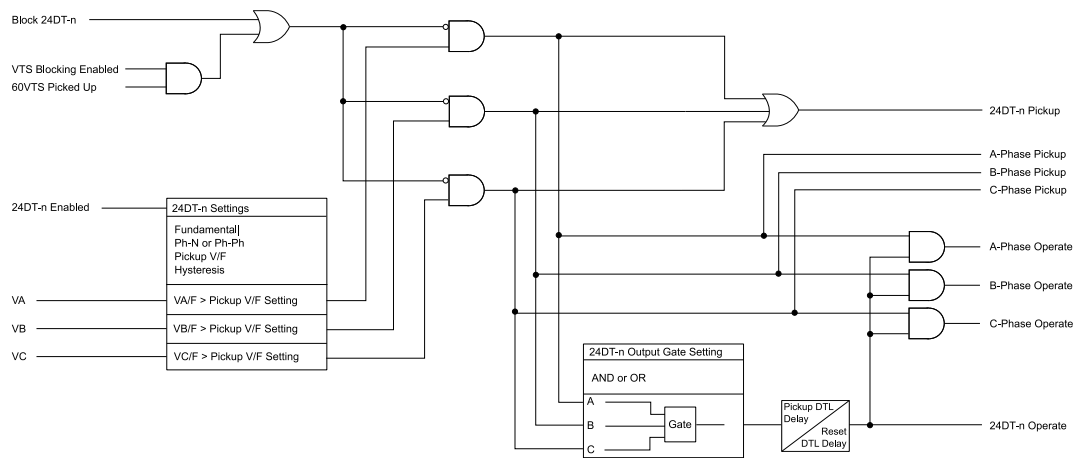 Block 24DT-n
VTS Blocking Enabled
60VTS Picked Up
24DT-n Pickup
A-Phase Pickup
B-Phase Pickup
C-Phase Pickup
24DT-n Enabled
24DT-n Settings
Fundamental|
Ph-N or Ph-Ph
Pickup V/F
Hysteresis
VA
VA/F > Pickup V/F Setting
VB
VB/F > Pickup V/F Setting
VC
VC/F > Pickup V/F Setting
A-Phase Operate
B-Phase Operate
C-Phase Operate
24DT-n Output Gate Setting
AND or OR
A
B
C
Gate
Pickup DTL
Delay
Reset
DTL Delay
24DT-n Operate